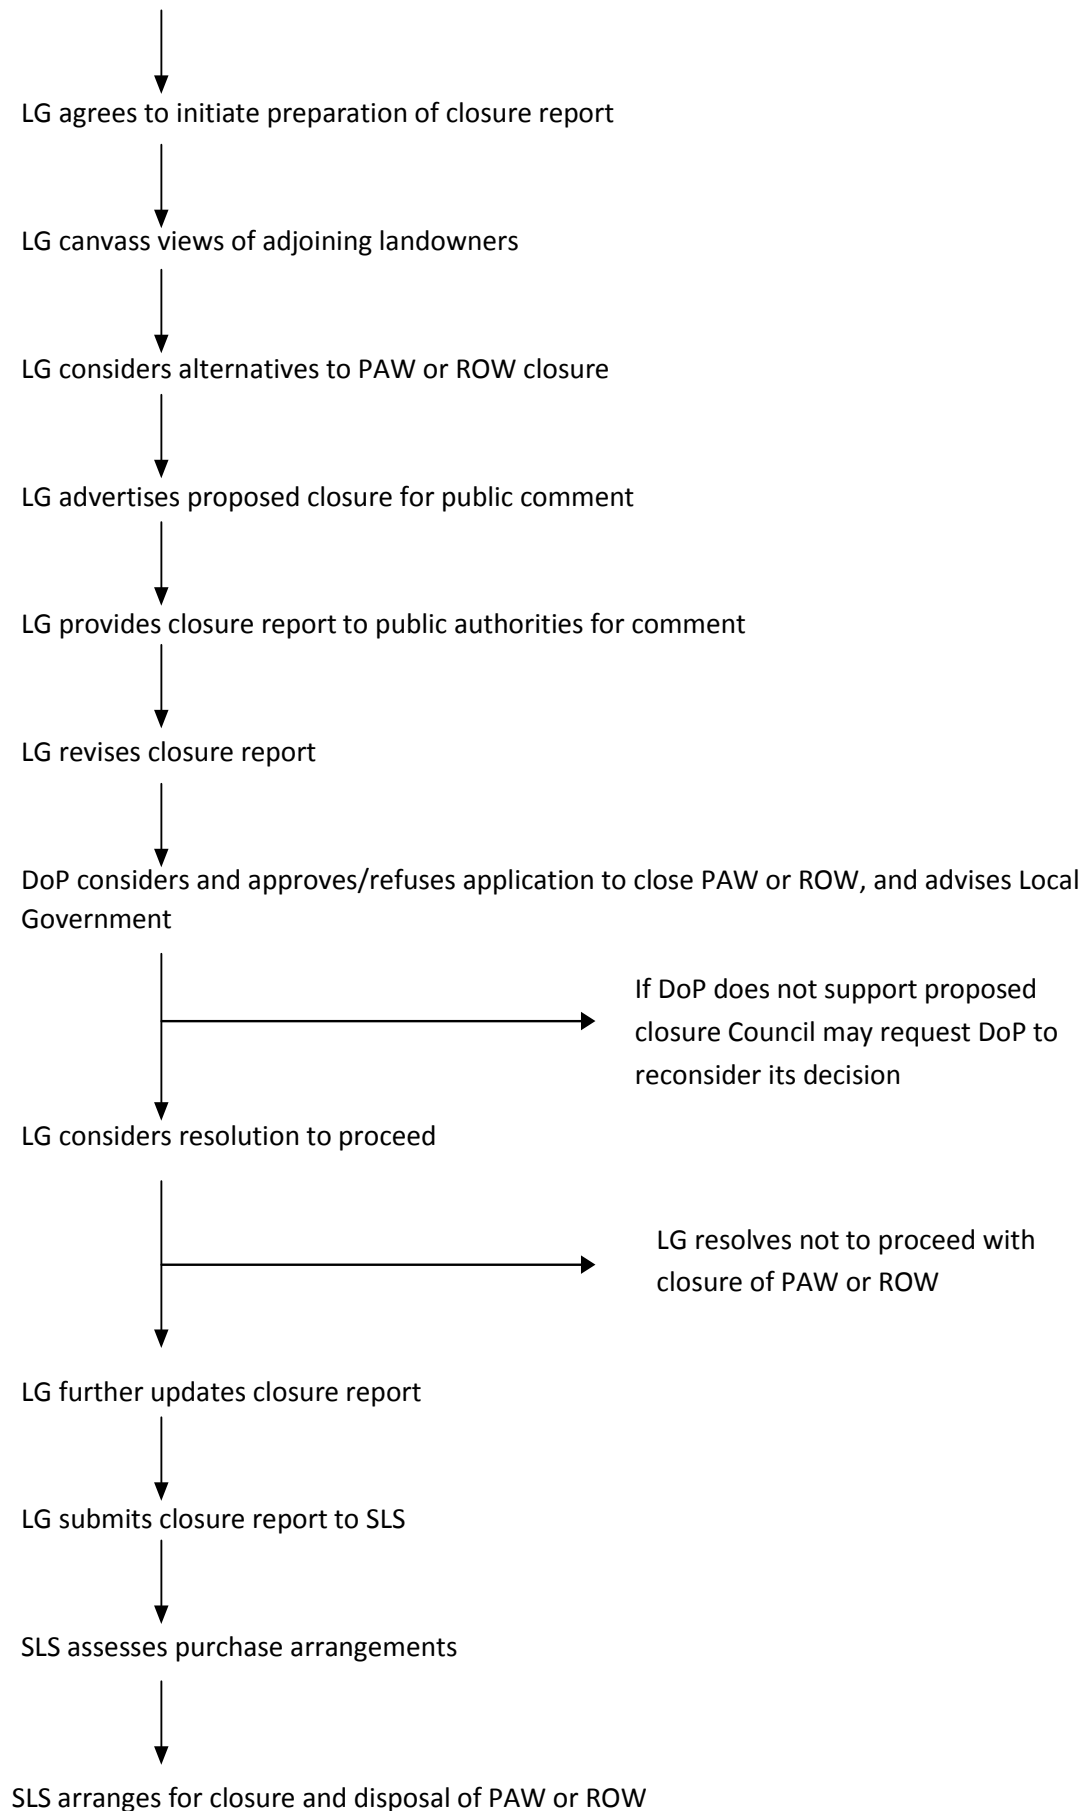 LG agrees to initiate preparation of closure report
LG canvass views of adjoining landowners
LG considers alternatives to PAW or ROW closure
LG advertises proposed closure for public comment
LG provides closure report to public authorities for comment
LG revises closure report
DoP considers and approves/refuses application to close PAW or ROW, and advises Local
Government
If DoP does not support proposed
closure Council may request DoP to
reconsider its decision
LG considers resolution to proceed
LG resolves not to proceed with
closure of PAW or ROW
LG further updates closure report
LG submits closure report to SLS
SLS assesses purchase arrangements
SLS arranges for closure and disposal of PAW or ROW